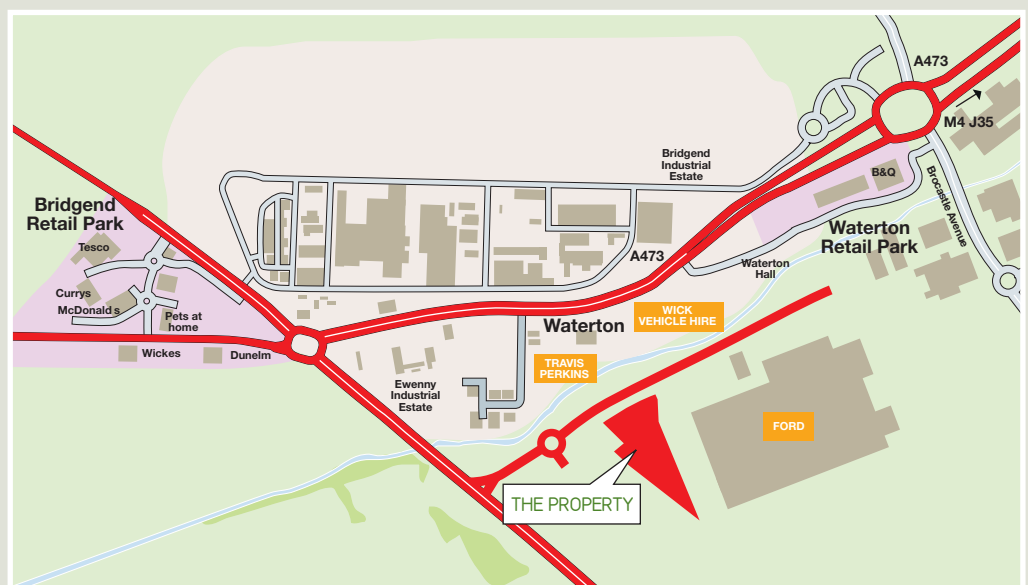 A473
M4 J35
Bridgend
Industrial
Estate
B&Q
Brocastle Avenue
Bridgend
Retail Park
Tesco
Waterton
Retail Park
A473
Waterton
Hall
Currys
McDonald s
Pets at
home
WICK
VEHICLE HIRE
Waterton
Wickes
Dunelm
TRAVIS
PERKINS
Ewenny
Industrial
Estate
FORD
THE PROPERTY